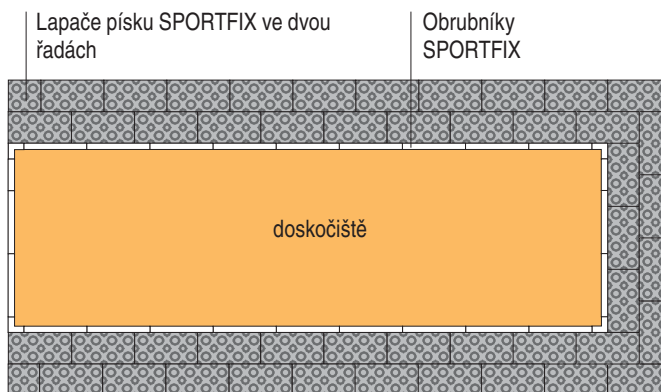 Lapače písku SPORTFIX ve dvou
řadách
Obrubníky
SPORTFIX
doskočiště